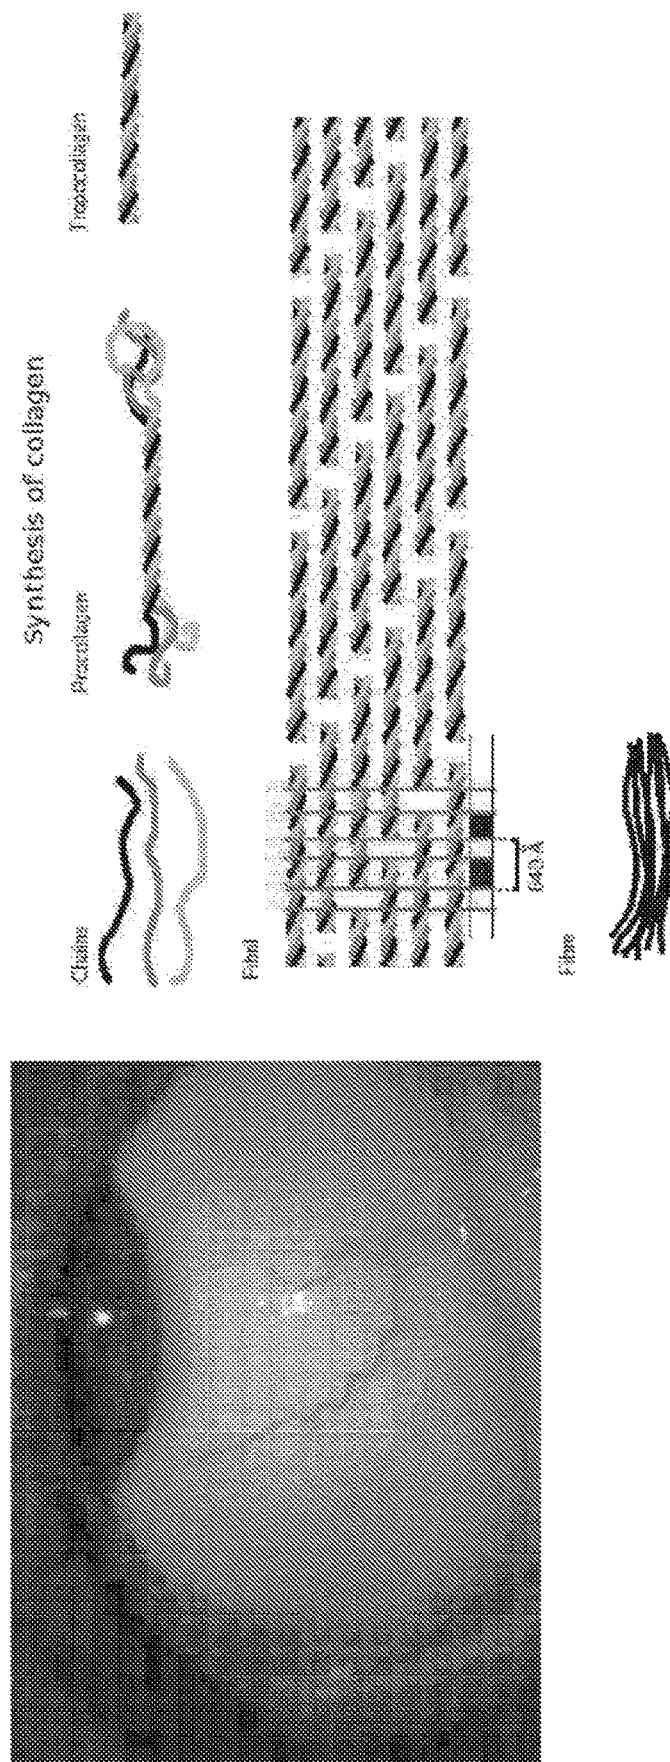 Synthesis of collagen
Chains
Procollagen
Tropocollagen
Fibril
640 Å
Fibre